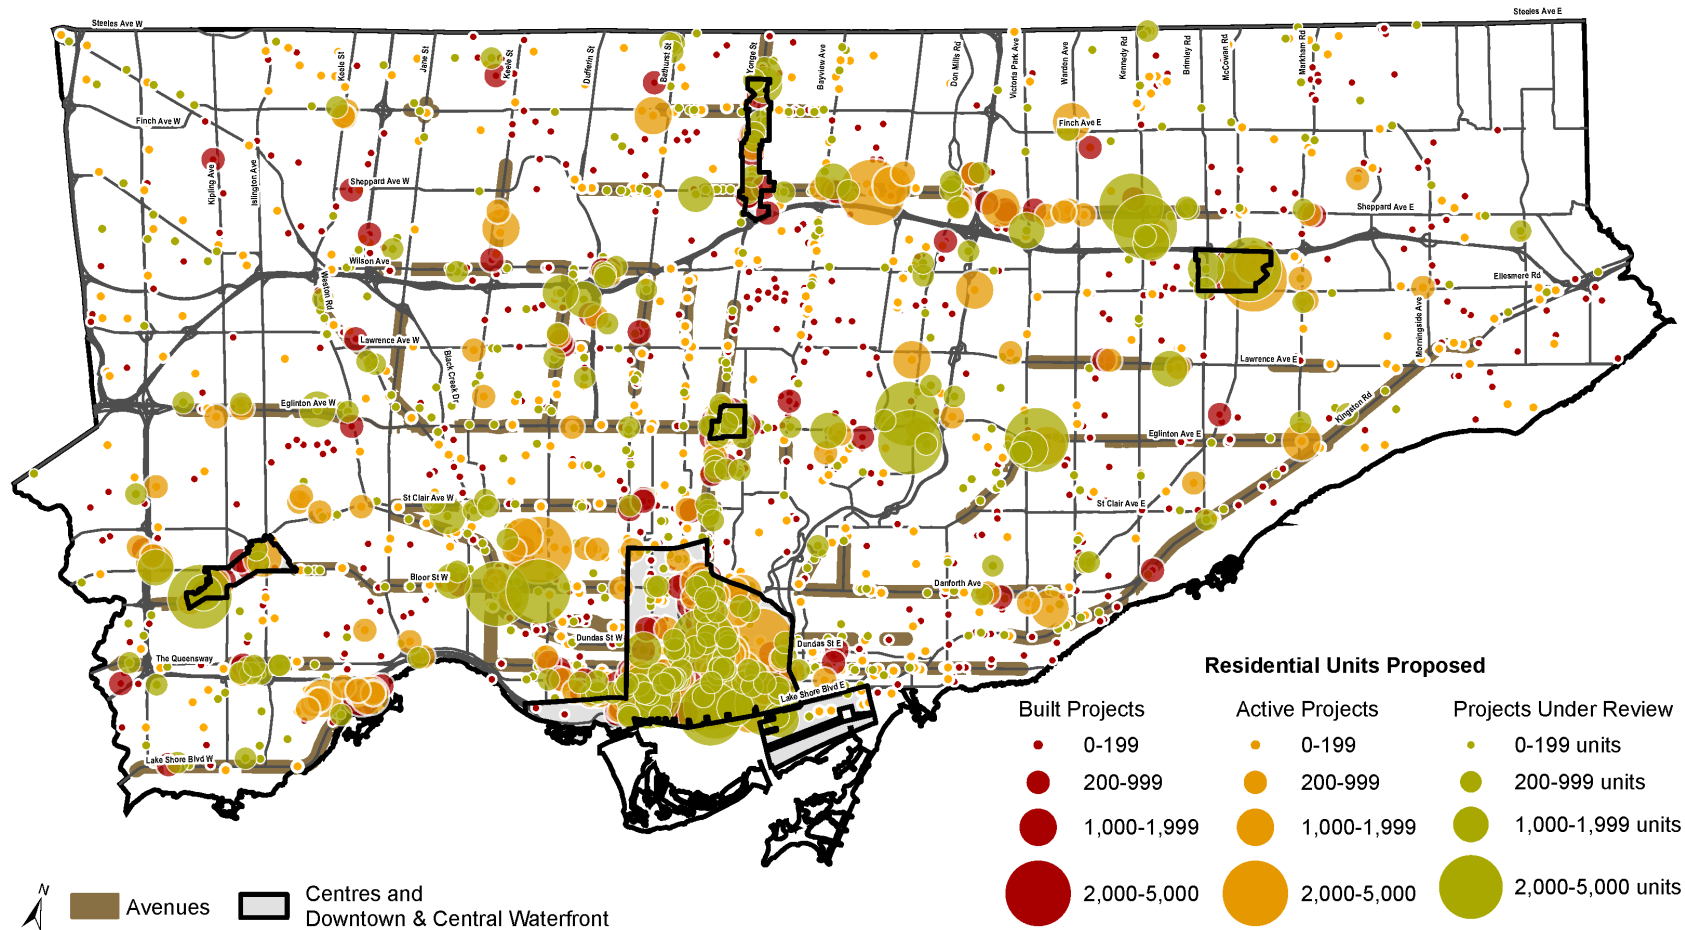 Steeles Ave W
Steeles Ave E
Keele St
Jane St
Keele St
Dufferin St
Bathurst St
Yonge St
Bayview Ave
Don Mills Rd
Victoria Park Ave
Warden Ave
Kennedy Rd
Brimley Rd
McCowan Rd
Markham Rd
Finch Ave W
Finch Ave E
Kipling Ave
Islington Ave
Sheppard Ave W
Sheppard Ave E
Wilson Ave
Weston Rd
Ellesmere Rd
Morningside Ave
Lawrence Ave W
Lawrence Ave E
Black Creek Dr
Eglinton Ave W
Eglinton Ave E
Kingston Rd
St Clair Ave W
St Clair Ave E
Bloor St W
Danforth Ave
Dundas St W
Dundas St E
The Queensway
Lake Shore Blvd E
Lake Shore Blvd W
Residential Units Proposed
Built Projects
0-199
200-999
1,000-1,999
2,000-5,000
Active Projects
0-199
200-999
1,000-1,999
2,000-5,000
Projects Under Review
0-199 units
200-999 units
1,000-1,999 units
2,000-5,000 units
N
Avenues
Centres and
Downtown & Central Waterfront